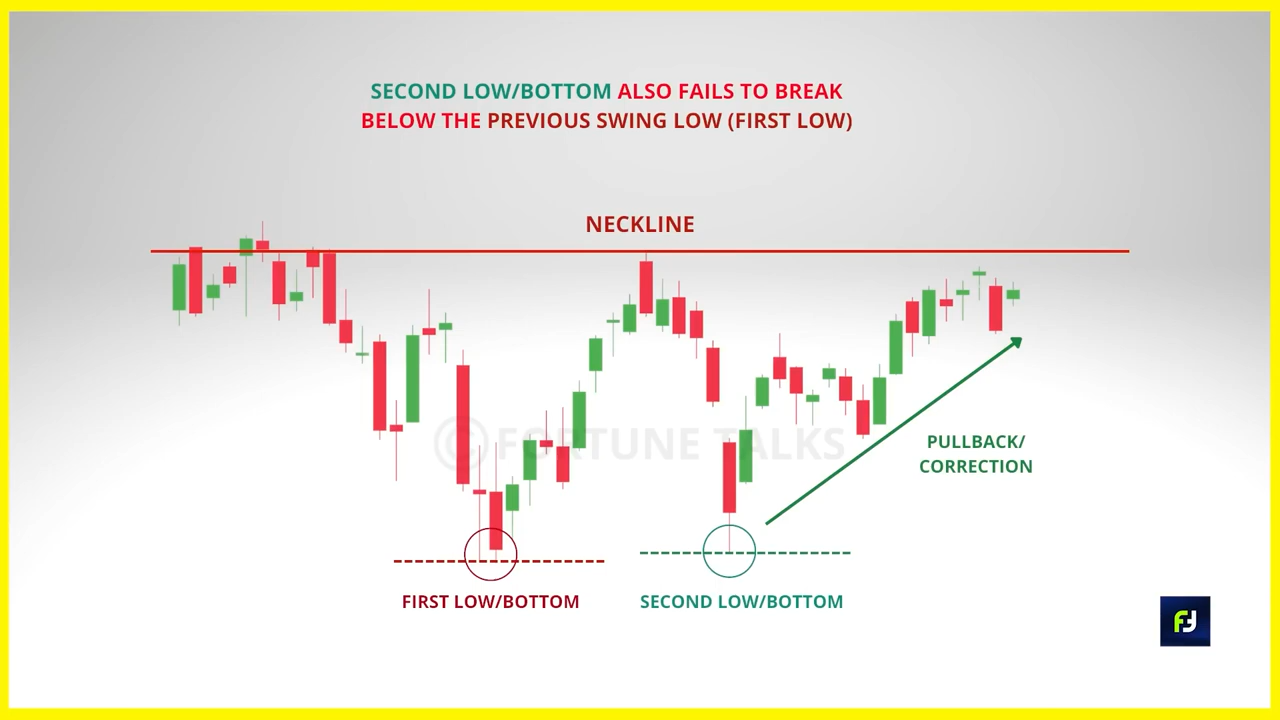 SECOND LOW/BOTTOM ALSO FAILS TO BREAK
BELOW THE PREVIOUS SWING LOW (FIRST LOW)
NECKLINE
© FORTUNE TALKS
PULLBACK/
CORRECTION
FIRST LOW/BOTTOM
SECOND LOW/BOTTOM